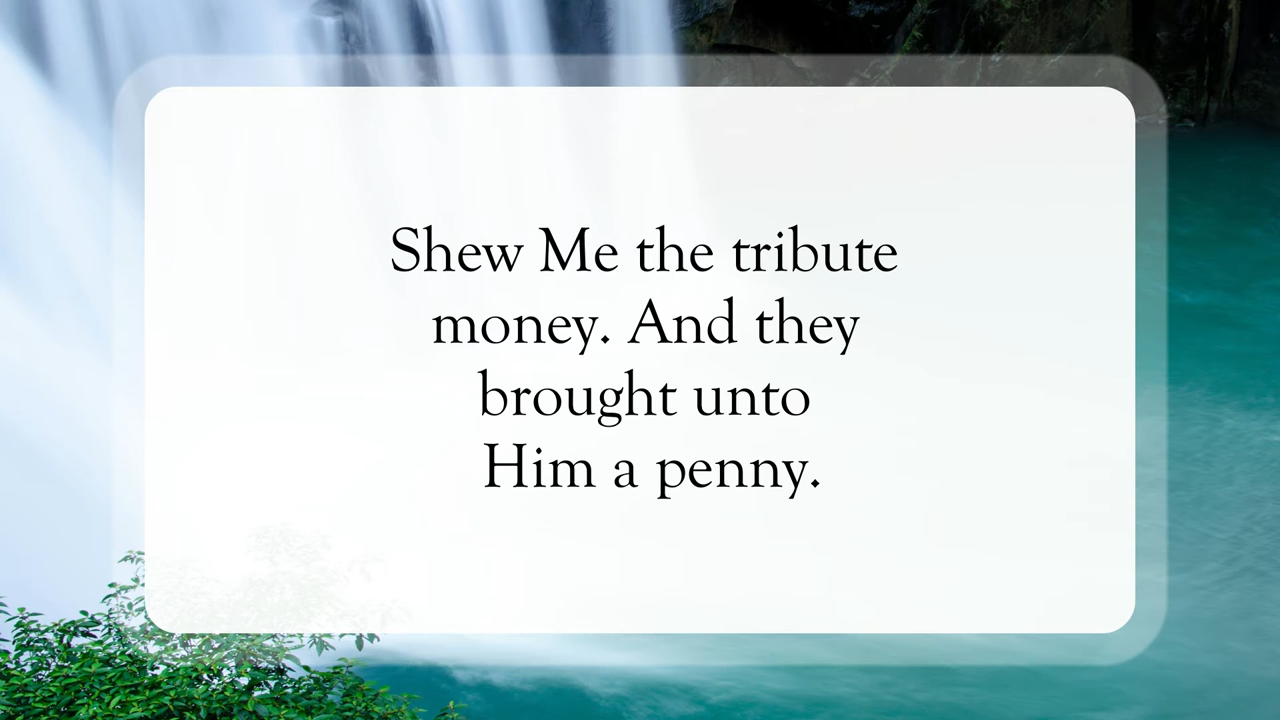 Shew Me the tribute
money. And they
brought unto
Him a penny.